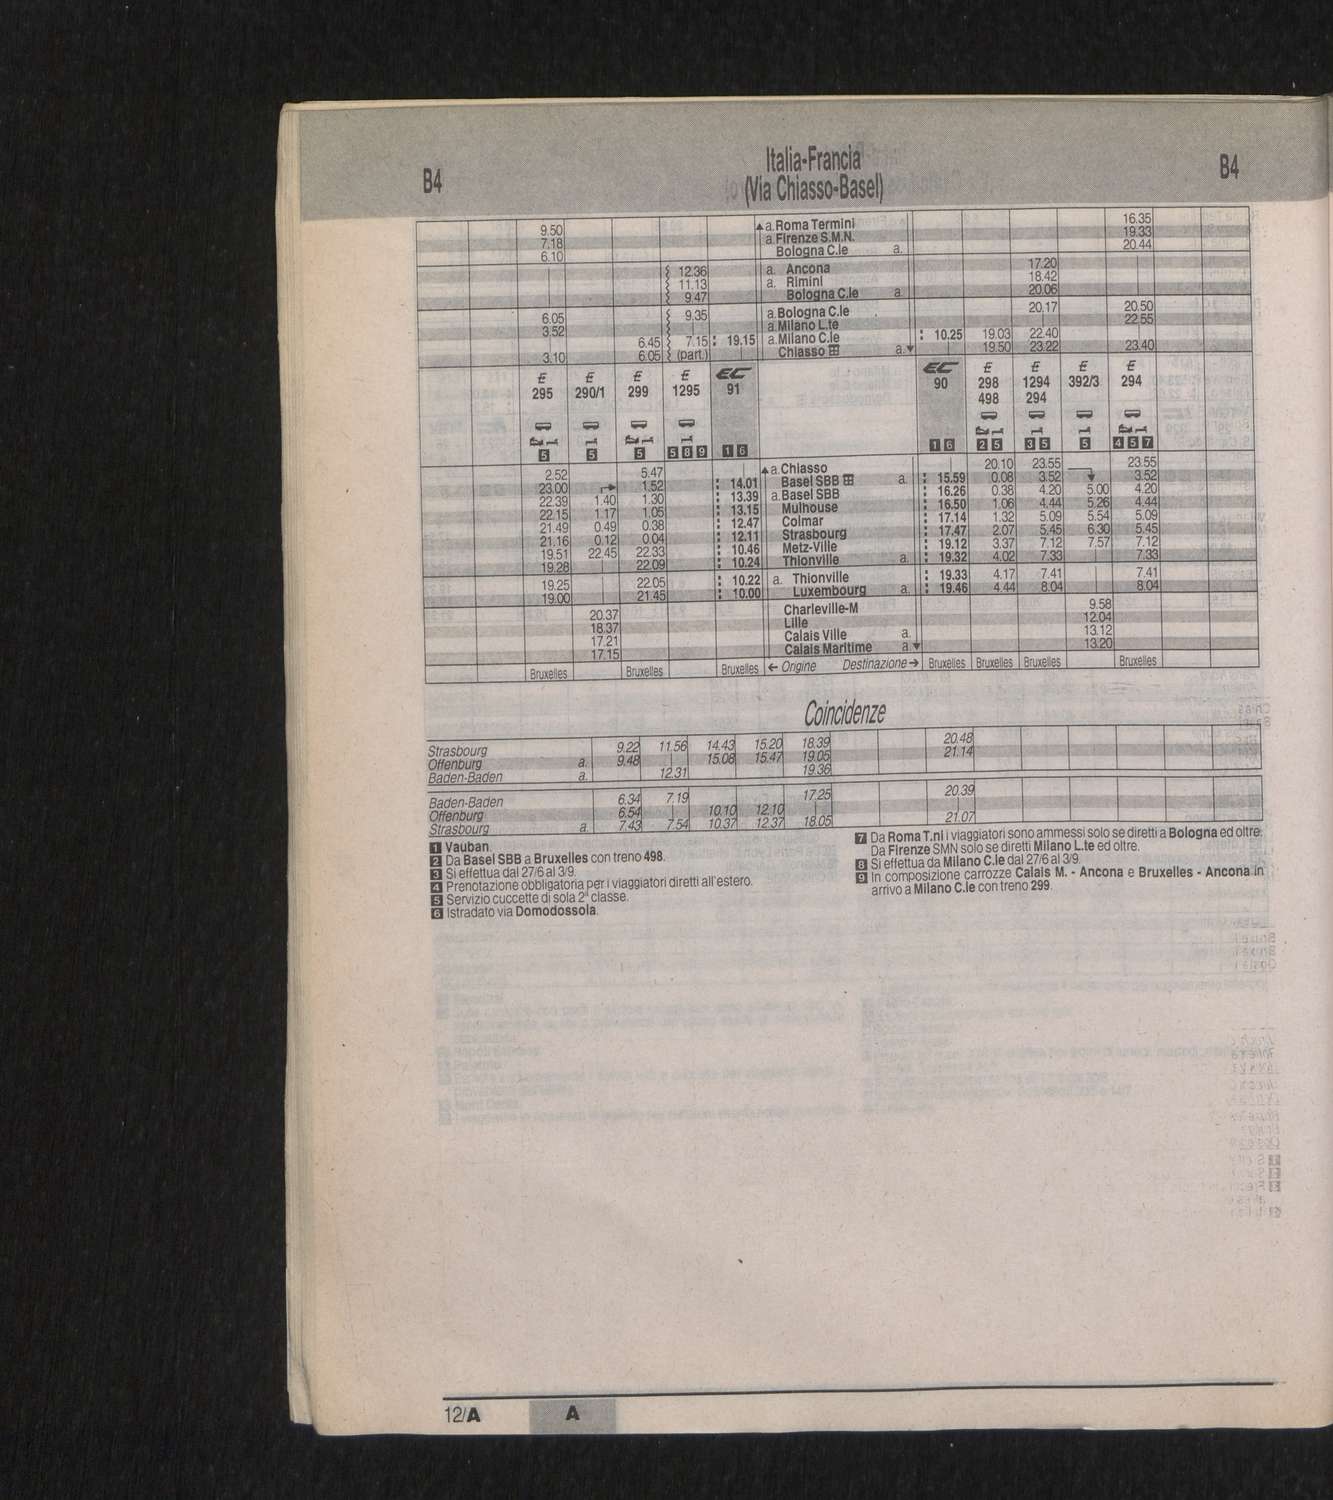 B4
Italia-Francia
(Via Chiasso-Basel)
B4
9.50 a. Roma Termini 16.35
7.18 a. Firenze S.M.N. 19.33
6.10 Bologna C.le a. 20.44
12.36 a. Ancona 17.20
11.13 a. Rimini 18.42
9.47 Bologna C.le a 20.06
6.05 9.35 a. Bologna C.le 20.17 20.50
3.52 a. Milano L.te 22.55
6.45 7.15 19.15 a. Milano C.le 10.25 19.03 22.40
3.10 6.05 (part.) Chiasso a. 19.50 23.22 23.40
E E E E EC EC E E E E
295 290/1 299 1295 91 90 298 1294 392/3 294
498 294
5 5 5 5 8 9 1 6 1 6 2 5 3 5 5 4 5 7
2.52 5.47 a. Chiasso 20.10 23.55 23.55
23.00 1.52 14.01 Basel SBB a. 15.59 0.08 3.52 3.52
22.39 1.40 1.30 13.39 a. Basel SBB 16.26 0.38 4.20 5.00 4.20
22.15 1.17 1.05 13.15 Mulhouse 16.50 1.06 4.44 5.26 4.44
21.49 0.49 0.38 12.47 Colmar 17.14 1.32 5.09 5.54 5.09
21.16 0.12 0.04 12.11 Strasbourg 17.47 2.07 5.45 6.30 5.45
19.51 22.45 22.33 10.46 Metz-Ville 19.12 3.37 7.12 7.57 7.12
19.28 22.09 10.24 Thionville a. 19.32 4.02 7.33 7.33
19.25 22.05 10.22 a. Thionville 19.33 4.17 7.41 7.41
19.00 21.45 10.00 Luxembourg a. 19.46 4.44 8.04 8.04
20.37 Charleville-M 9.58
18.37 Lille 12.04
17.21 Calais Ville a. 13.12
17.15 Calais Maritime a. 13.20
Bruxelles Bruxelles Bruxelles ← Origine Destinazione → Bruxelles Bruxelles Bruxelles Bruxelles
Coincidenze
Strasbourg 9.22 11.56 14.43 15.20 18.39 20.48
Offenburg a. 9.48 15.08 15.47 19.05 21.14
Baden-Baden a. 12.31 19.36
Baden-Baden 6.34 7.19 17.25 20.39
Offenburg 6.54 10.10 12.10
Strasbourg a. 7.43 7.54 10.37 12.37 18.05 21.07
1 Vauban.
2 Da Basel SBB a Bruxelles con treno 498.
3 Si effettua dal 27/6 al 3/9.
4 Prenotazione obbligatoria per i viaggiatori diretti all'estero.
5 Servizio cuccette di sola 2ª classe.
6 Istradato via Domodossola.
7 Da Roma T.ni i viaggiatori sono ammessi solo se diretti a Bologna ed oltre.
Da Firenze SMN solo se diretti Milano L.te ed oltre.
8 Si effettua da Milano C.le dal 27/6 al 3/9.
9 In composizione carrozze Calais M. - Ancona e Bruxelles - Ancona in
arrivo a Milano C.le con treno 299.
12/A
A